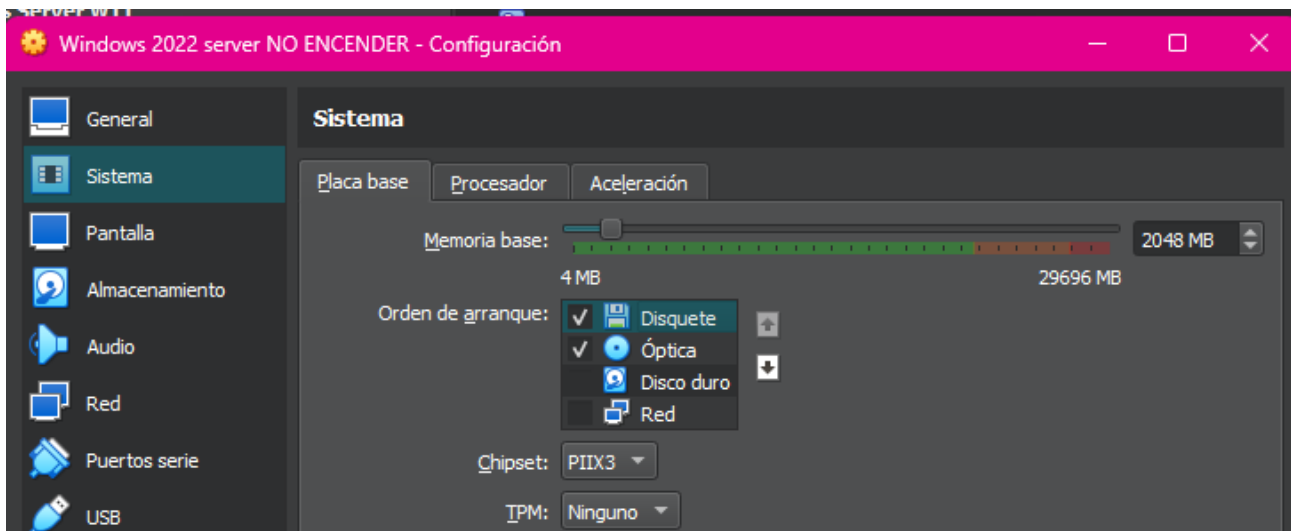 s Server W11
Windows 2022 server NO ENCENDER - Configuración
General
Sistema
Pantalla
Almacenamiento
Audio
Red
Puertos serie
USB
Sistema
Placa base Procesador Aceleración
Memoria base: 2048 MB
4 MB 29696 MB
Orden de arranque: Disquete
Óptica
Disco duro
Red
Chipset: PIIX3
TPM: Ninguno